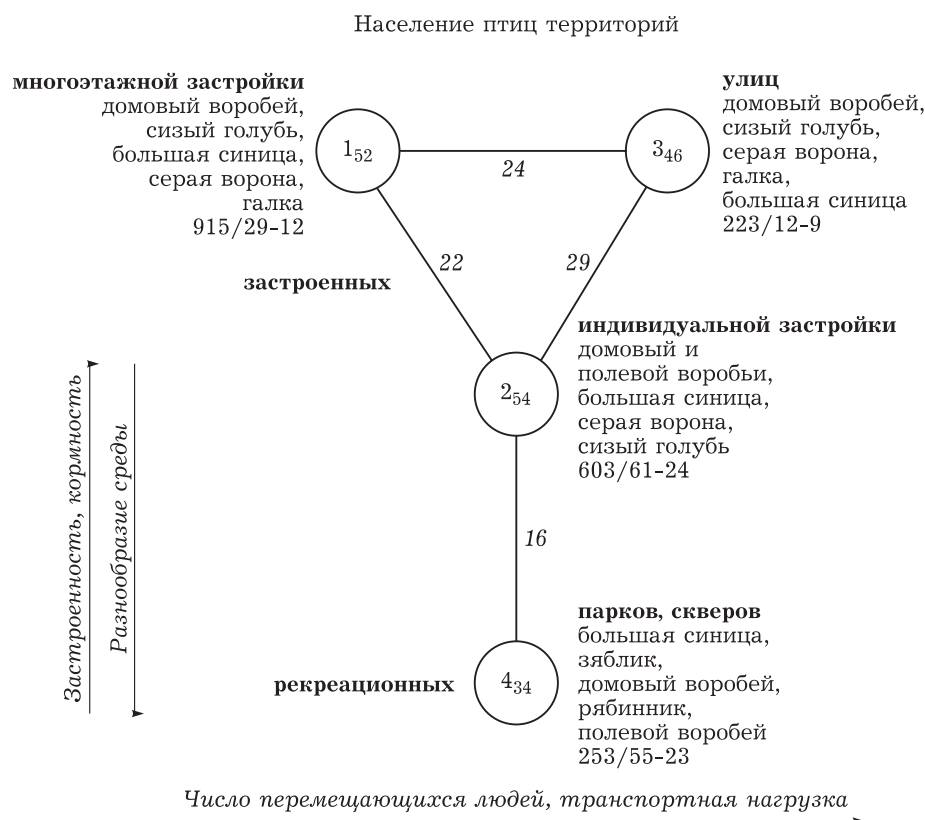 Население птиц территорий
многоэтажной застройки
домовый воробей,
сизый голубь,
большая синица,
серая ворона,
галка
915/29-12
1₅₂
24
3₄₆
улиц
домовый воробей,
сизый голубь,
серая ворона,
галка,
большая синица
223/12-9
22
29
застроенных
индивидуальной застройки
домовый и
полевой воробьи,
большая синица,
серая ворона,
сизый голубь
603/61-24
2₅₄
Застроенность, кормность
Разнообразие среды
16
рекреационных
4₃₄
парков, скверов
большая синица,
зяблик,
домовый воробей,
рябинник,
полевой воробей
253/55-23
Число перемещающихся людей, транспортная нагрузка